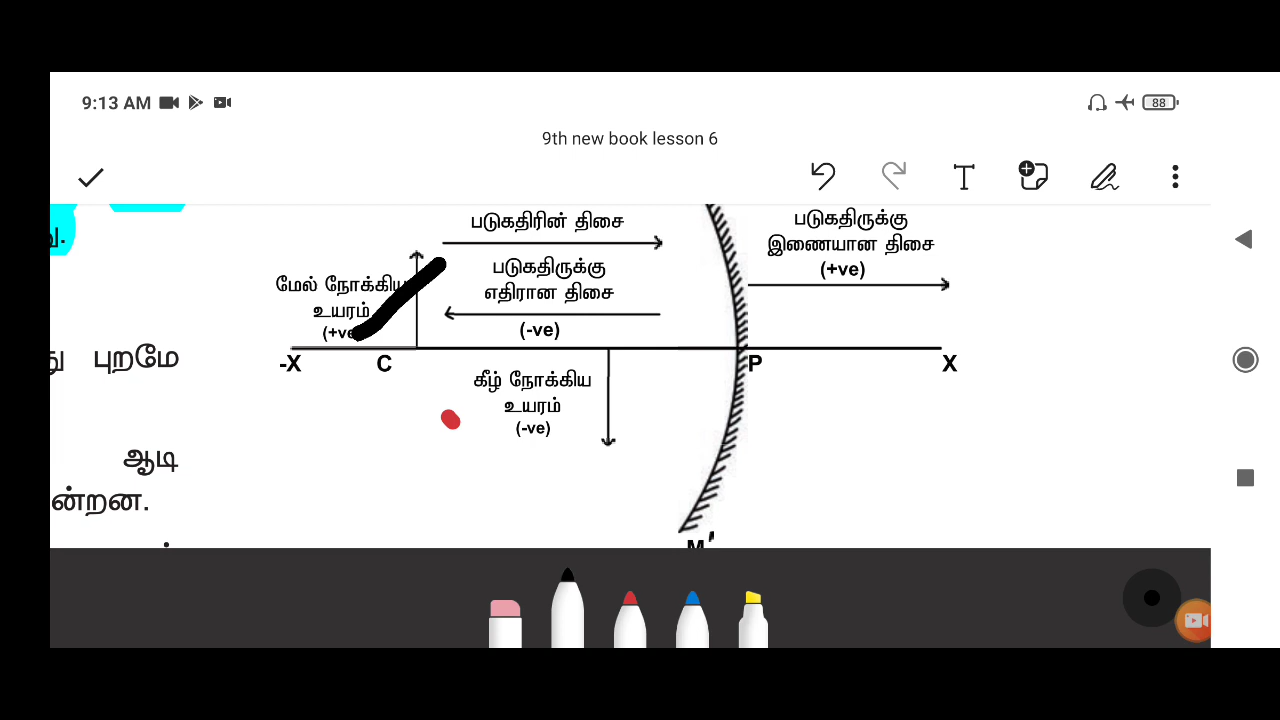 9:13 AM
88
9th new book lesson 6
படுகதிரின் திசை
படுகதிருக்கு
இணையான திசை
(+ve)
படுகதிருக்கு
எதிரான திசை
(-ve)
மேல் நோக்கிய
உயரம்
(+ve
-X
C
P
X
கீழ் நோக்கிய
உயரம்
(-ve)
M'
புறமே
ஆடி
ன்றன.